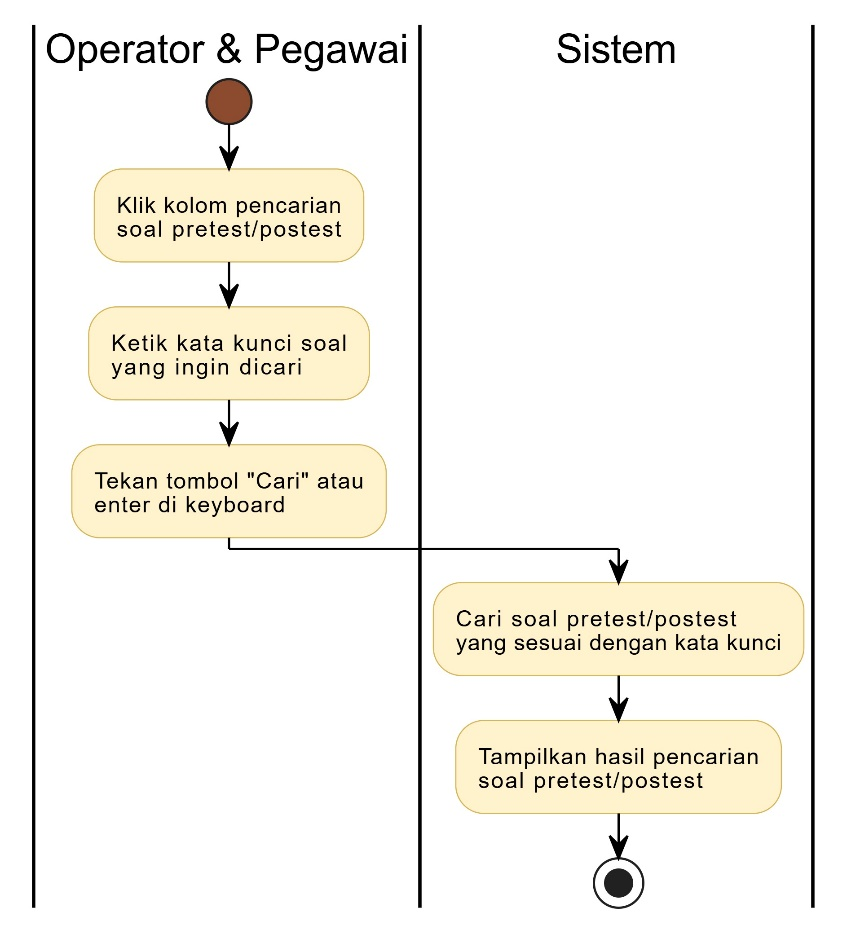 Operator & Pegawai
Sistem
Klik kolom pencarian
soal pretest/postest
Ketik kata kunci soal
yang ingin dicari
Tekan tombol "Cari" atau
enter di keyboard
Cari soal pretest/postest
yang sesuai dengan kata kunci
Tampilkan hasil pencarian
soal pretest/postest